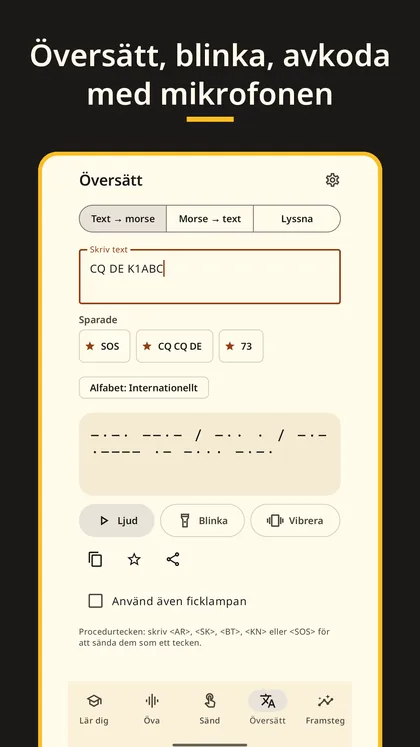 Översätt, blinka, avkoda
med mikrofonen
Översätt
Text → morse
Morse → text
Lyssna
Skriv text
CQ DE K1ABC
Sparade
★ SOS
★ CQ CQ DE
★ 73
Alfabet: Internationellt
−·−· −−·− / −·· · / −·−
·−−−− ·− −··· −·−·
Ljud
Blinka
Vibrera
Använd även ficklampan
Procedurtecken: skriv <AR>, <SK>, <BT>, <KN> eller <SOS> för
att sända dem som ett tecken.
Lär dig
Öva
Sänd
Översätt
Framsteg